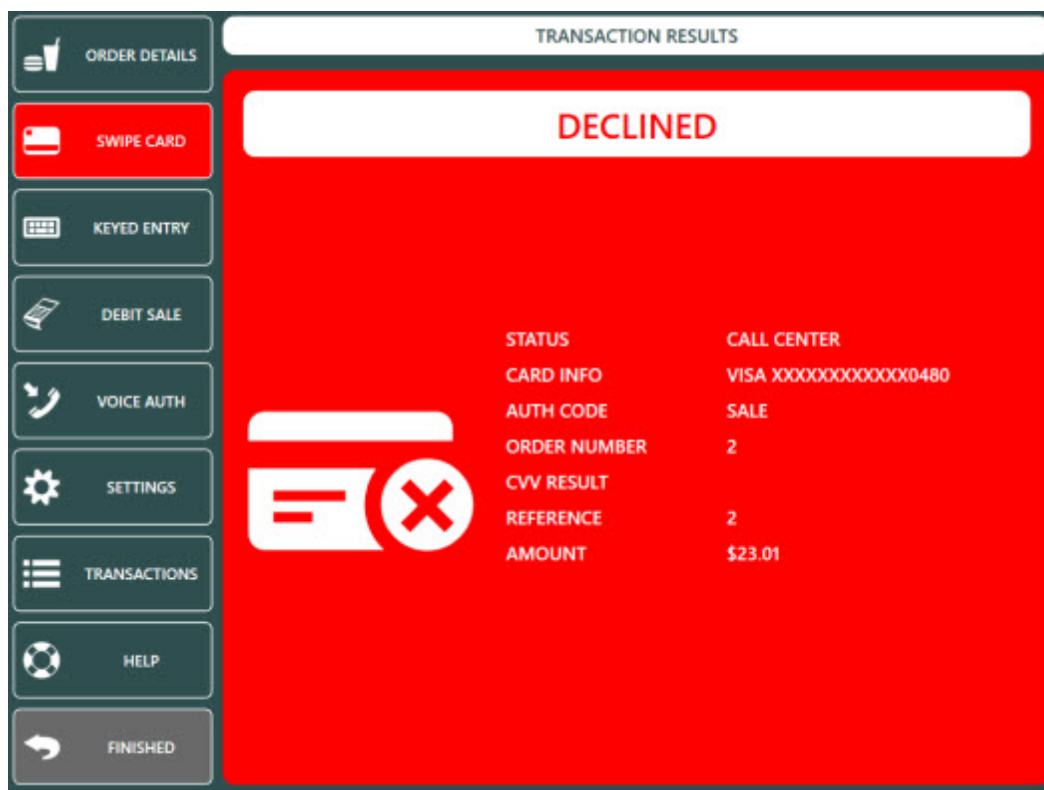 ORDER DETAILS
SWIPE CARD
KEYED ENTRY
DEBIT SALE
VOICE AUTH
SETTINGS
TRANSACTIONS
HELP
FINISHED
TRANSACTION RESULTS
DECLINED
STATUS CALL CENTER
CARD INFO VISA XXXXXXXXXXXX0480
AUTH CODE SALE
ORDER NUMBER 2
CVV RESULT
REFERENCE 2
AMOUNT $23.01